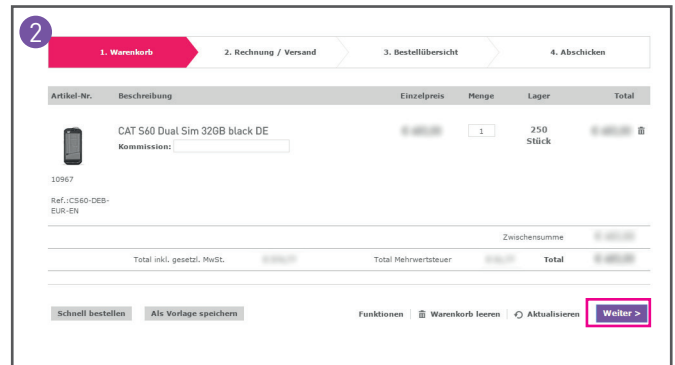 2
1. Warenkorb 2. Rechnung / Versand 3. Bestellübersicht 4. Abschicken
Artikel-Nr. Beschreibung Einzelpreis Menge Lager Total
CAT S60 Dual Sim 32GB black DE 1 250
Kommission: Stück
10967
Ref.:CS60-DEB-
EUR-EN
Zwischensumme
Total inkl. gesetzl. MwSt. Total Mehrwertsteuer Total
Schnell bestellen Als Vorlage speichern Funktionen Warenkorb leeren Aktualisieren Weiter >